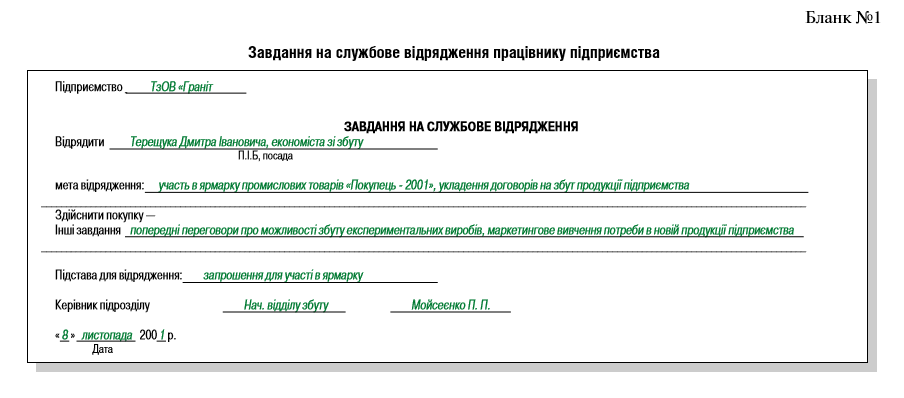 Бланк №1
Завдання на службове відрядження працівнику підприємства
Підприємство ТзОВ «Граніт
ЗАВДАННЯ НА СЛУЖБОВЕ ВІДРЯДЖЕННЯ
Відрядити Терещука Дмитра Івановича, економіста зі збуту
П.І.Б, посада
мета відрядження: участь в ярмарку промислових товарів «Покупець - 2001», укладення договорів на збут продукції підприємства
Здійснити покупку —
Інші завдання попередні переговори про можливості збуту експериментальних виробів, маркетингове вивчення потреби в новій продукції підприємства
Підстава для відрядження: запрошення для участі в ярмарку
Керівник підрозділу Нач. відділу збуту Мойсеєнко П. П.
«8» листопада 2001 р.
Дата